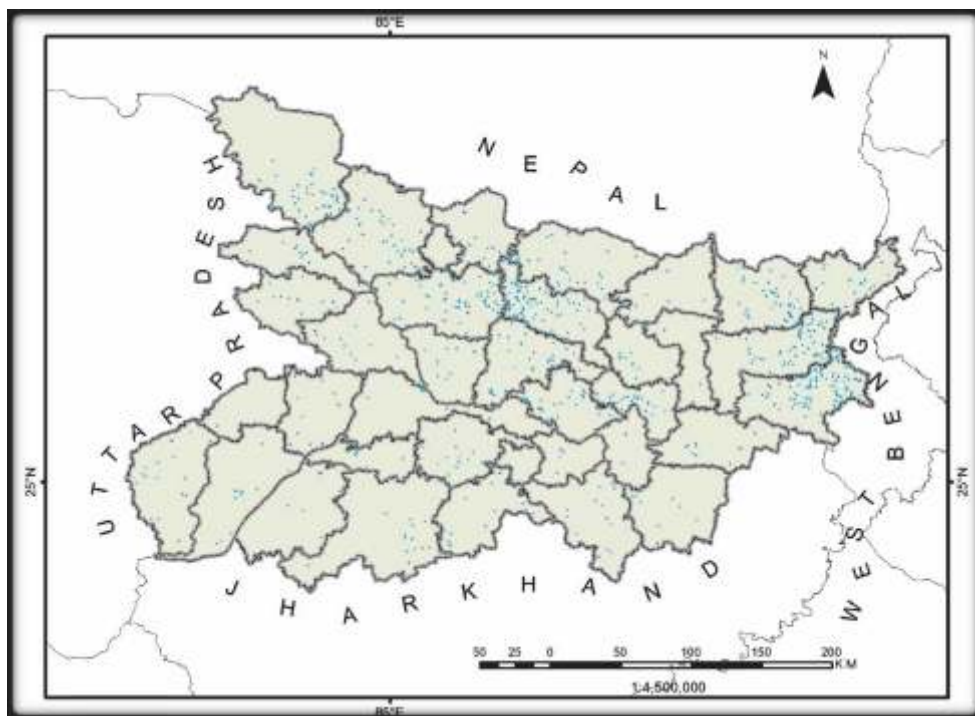 85°E
N
NEPAL
UTTAR PRADESH
WEST BENGAL
25°N
25°N
JHARKHAND
50 25 0 50 100 150 200
K.M
1:4,500,000
85°E